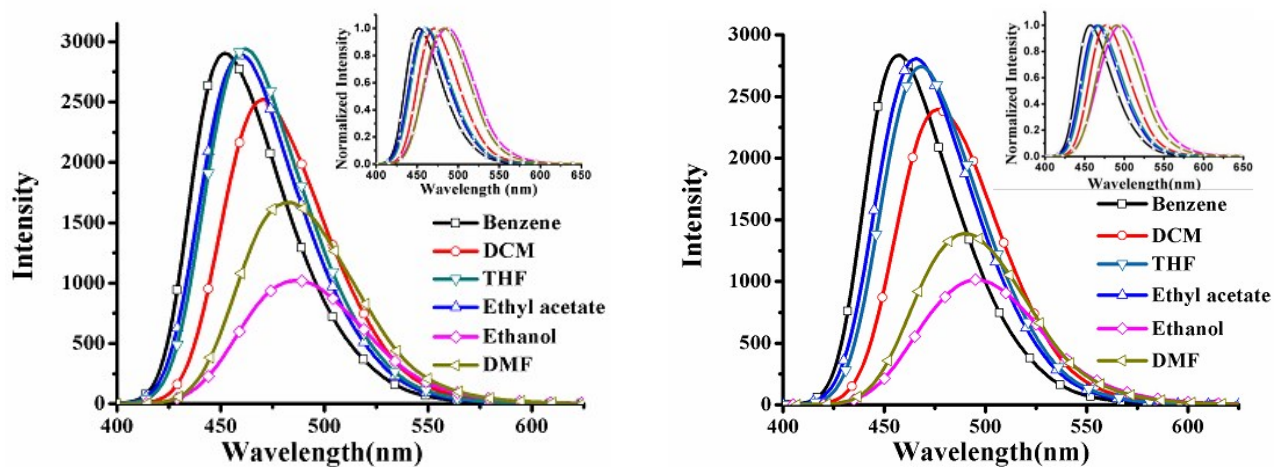 3000
2500
2000
1500
1000
500
0
Intensity
400 450 500 550 600
Wavelength(nm)
1.0
0.8
0.6
0.4
0.2
0.0
Normalized Intensity
400 450 500 550 600 650
Wavelength (nm)
Benzene
DCM
THF
Ethyl acetate
Ethanol
DMF
3000
2500
2000
1500
1000
500
0
Intensity
400 450 500 550 600
Wavelength(nm)
1.0
0.8
0.6
0.4
0.2
0.0
Normalized Intensity
400 450 500 550 600 650
Wavelength(nm)
Benzene
DCM
THF
Ethyl acetate
Ethanol
DMF